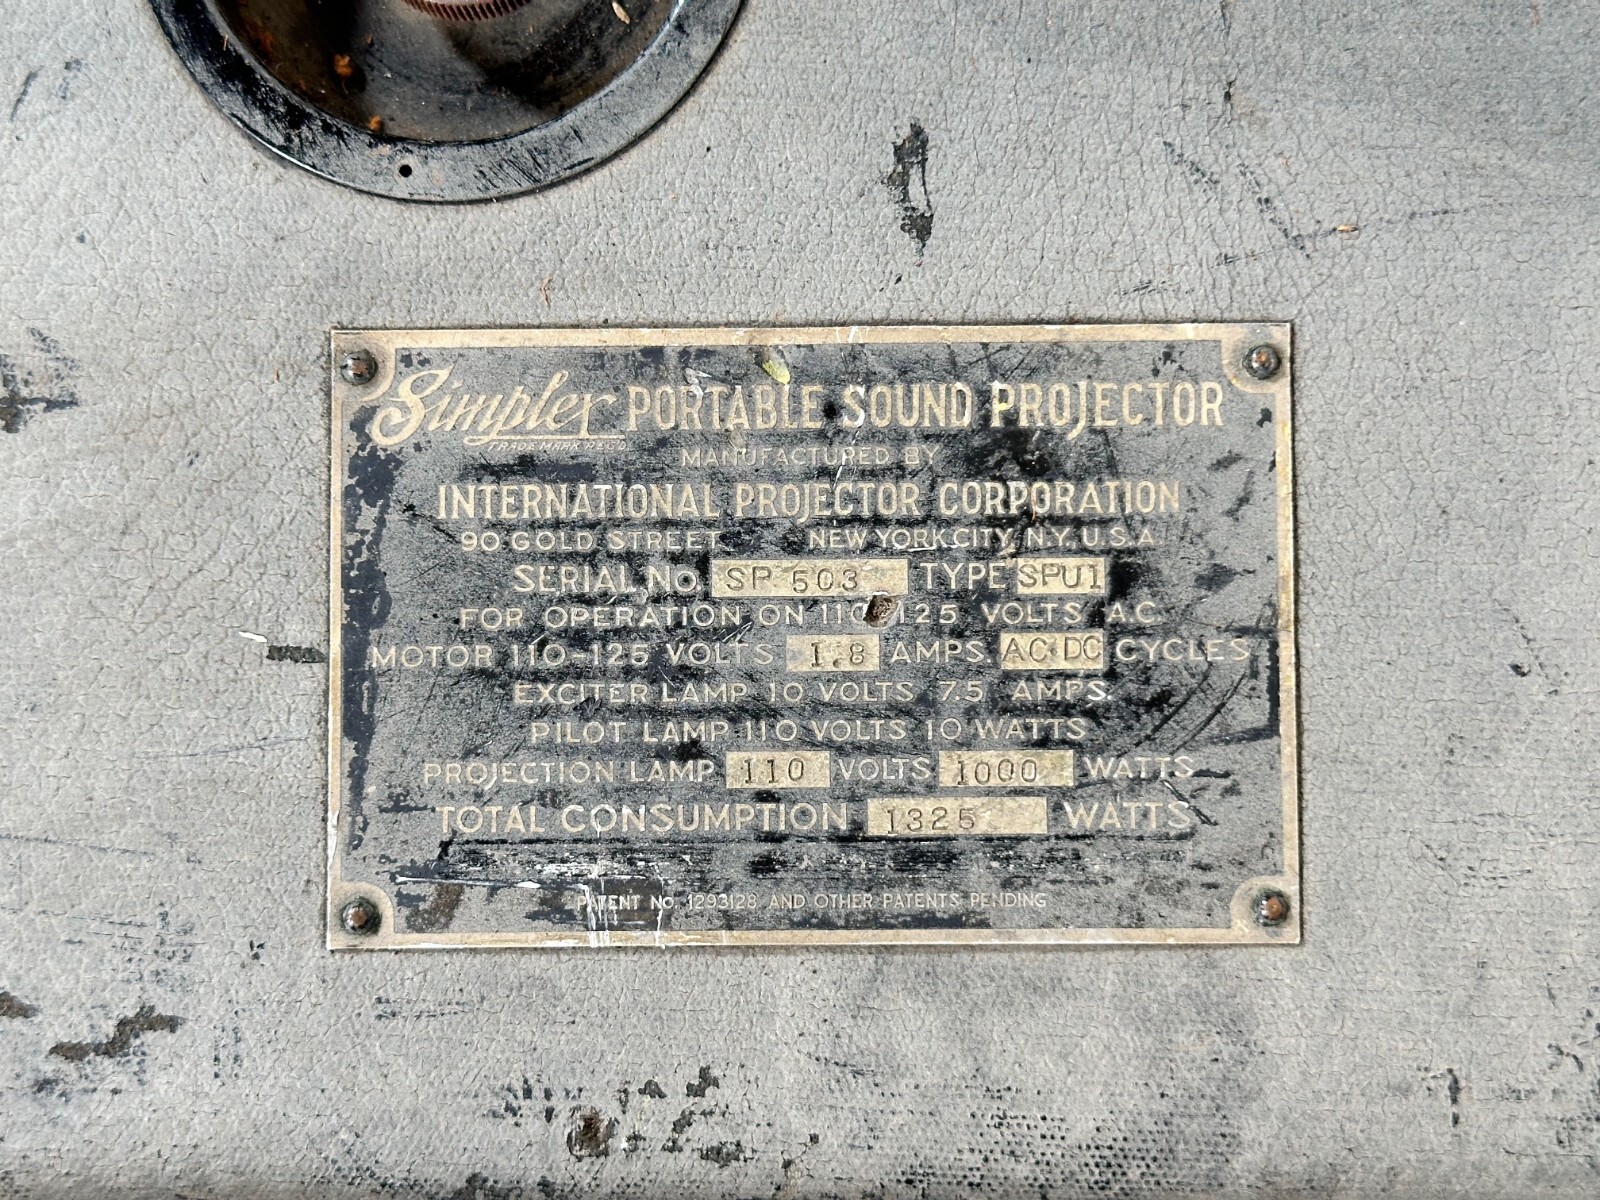 Simplex PORTABLE SOUND PROJECTOR
TRADE MARK REG'D
MANUFACTURED BY
INTERNATIONAL PROJECTOR CORPORATION
90 GOLD STREET NEW YORK CITY, N.Y. U.S.A.
SERIAL No. SP 503 TYPE SPU1
FOR OPERATION ON 110-125 VOLTS A.C.
MOTOR 110-125 VOLTS 1.8 AMPS. AC-DC CYCLES
EXCITER LAMP 10 VOLTS 7.5 AMPS.
PILOT LAMP 110 VOLTS 10 WATTS
PROJECTION LAMP 110 VOLTS 1000 WATTS
TOTAL CONSUMPTION 1325 WATTS
PATENT NO. 1293128 AND OTHER PATENTS PENDING